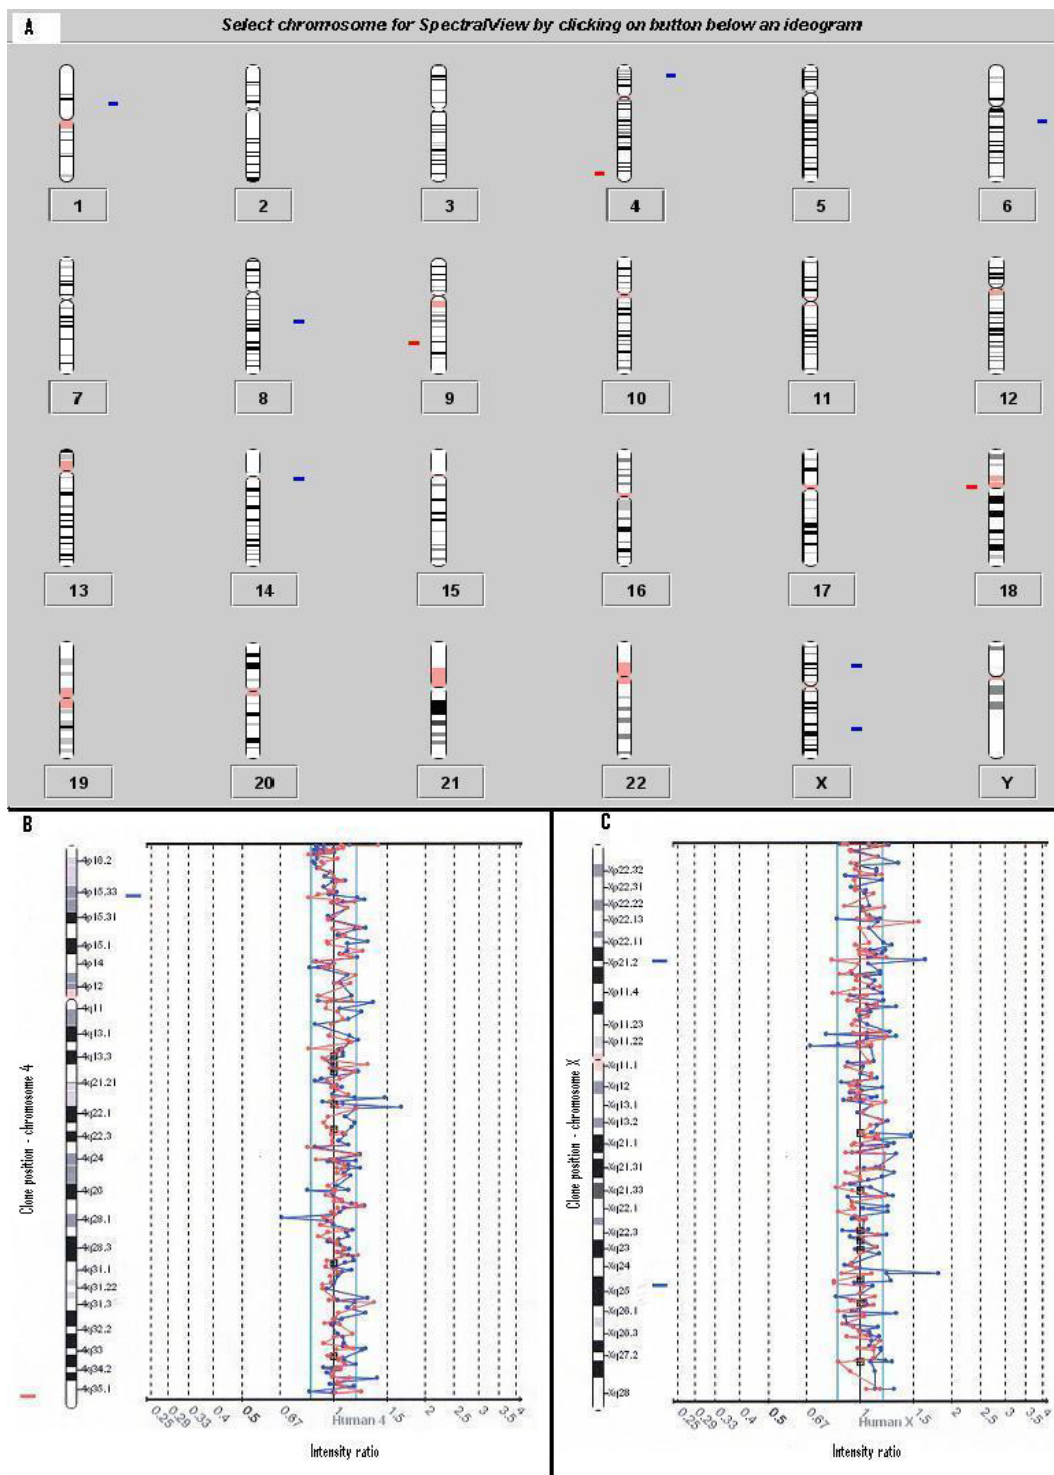 A
Select chromosome for SpectralView by clicking on button below an ideogram
1 2 3 4 5 6
7 8 9 10 11 12
13 14 15 16 17 18
19 20 21 22 X Y
B
4p16.2
4p15.33
4p15.31
4p15.1
4p14
4p12
4q11
4q13.1
4q13.3
4q21.21
4q22.1
4q22.3
4q24
4q26
4q28.1
4q28.3
4q31.1
4q31.22
4q31.3
4q32.2
4q33
4q34.2
4q35.1
Clone position - chromosome 4
0.25 0.29 0.33 0.4 0.5 0.67 1 1.5 2 2.5 3 3.5 4
Human 4
Intensity ratio
C
Xp22.32
Xp22.31
Xp22.22
Xp22.13
Xp22.11
Xp21.2
Xp11.4
Xp11.23
Xp11.22
Xq11.1
Xq12
Xq13.1
Xq13.2
Xq21.1
Xq21.31
Xq21.33
Xq22.1
Xq22.3
Xq23
Xq24
Xq25
Xq26.1
Xq26.3
Xq27.2
Xq28
Clone position - chromosome X
0.25 0.29 0.33 0.4 0.5 0.67 1 1.5 2 2.5 3 3.5 4
Human X
Intensity ratio